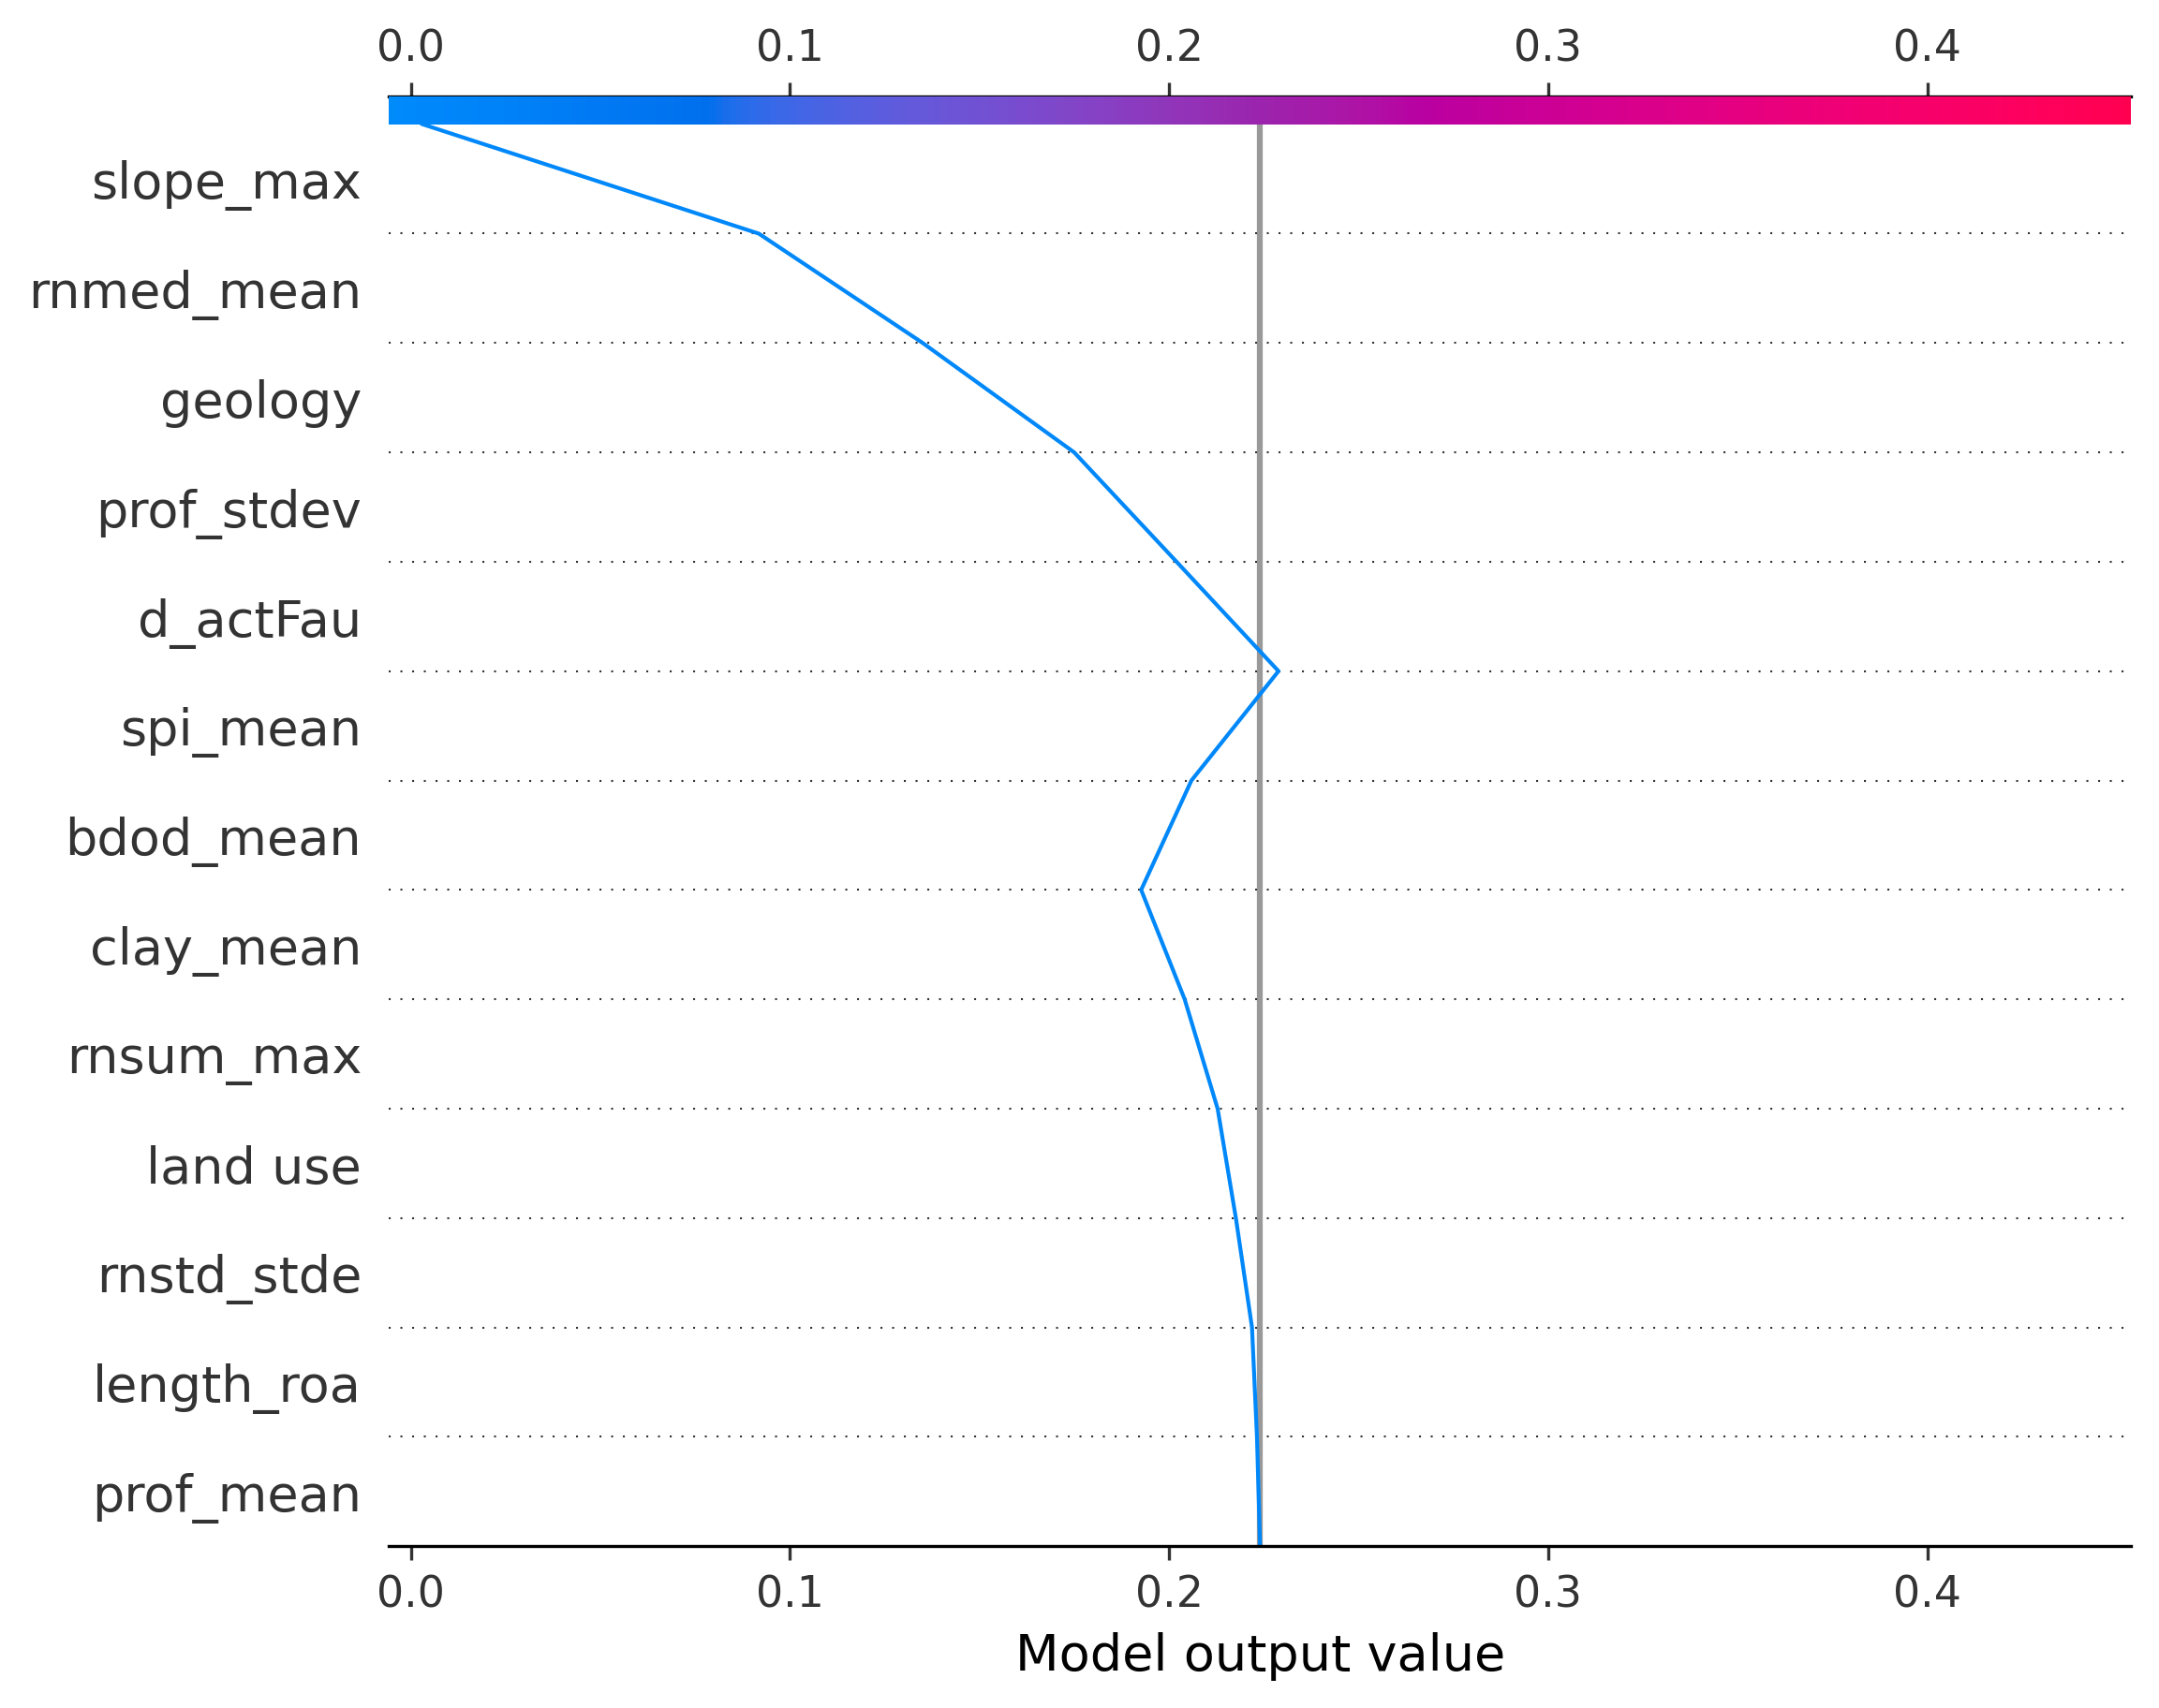 0.0 0.1 0.2 0.3 0.4
slope_max
rnmed_mean
geology
prof_stdev
d_actFau
spi_mean
bdod_mean
clay_mean
rnsum_max
land use
rnstd_stde
length_roa
prof_mean
0.0 0.1 0.2 0.3 0.4
Model output value